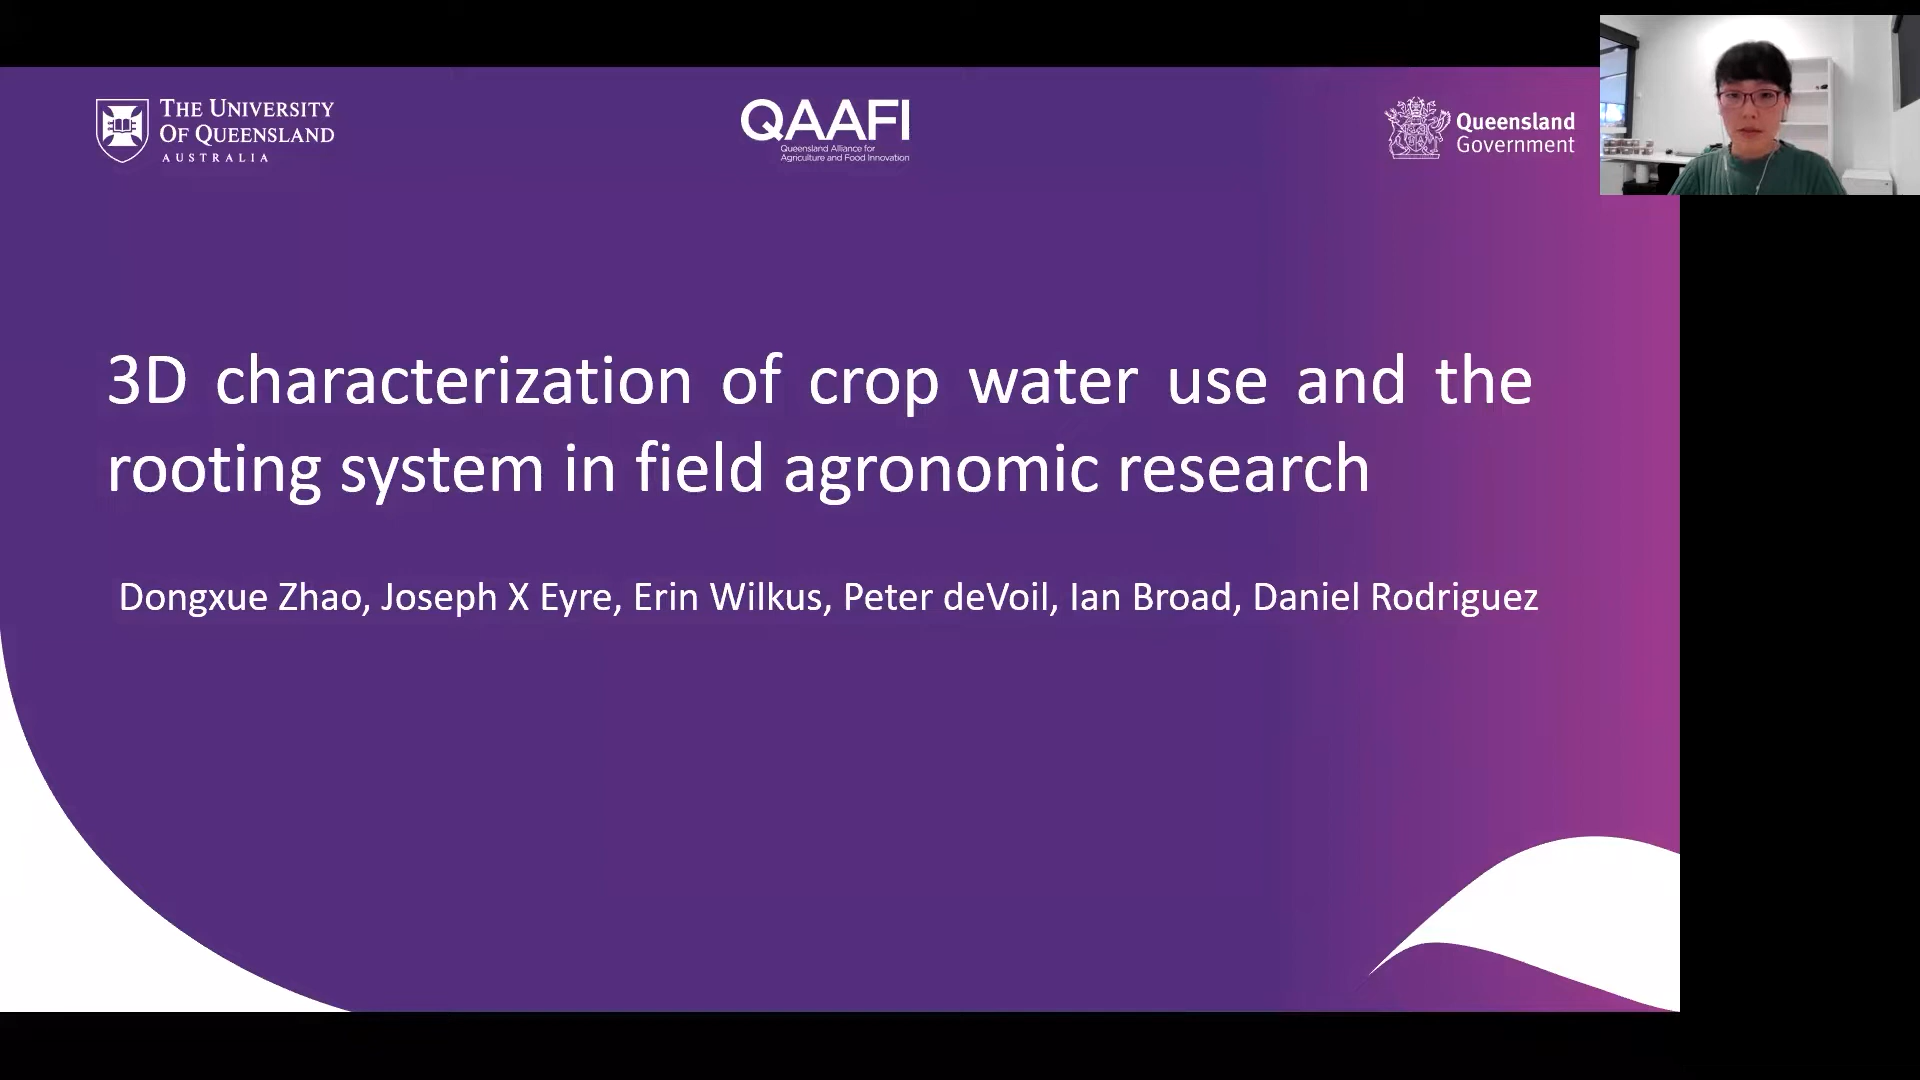 THE UNIVERSITY
OF QUEENSLAND
AUSTRALIA
QAAFI
Queensland Alliance for
Agriculture and Food Innovation
Queensland
Government
3D characterization of crop water use and the
rooting system in field agronomic research
Dongxue Zhao, Joseph X Eyre, Erin Wilkus, Peter deVoil, Ian Broad, Daniel Rodriguez